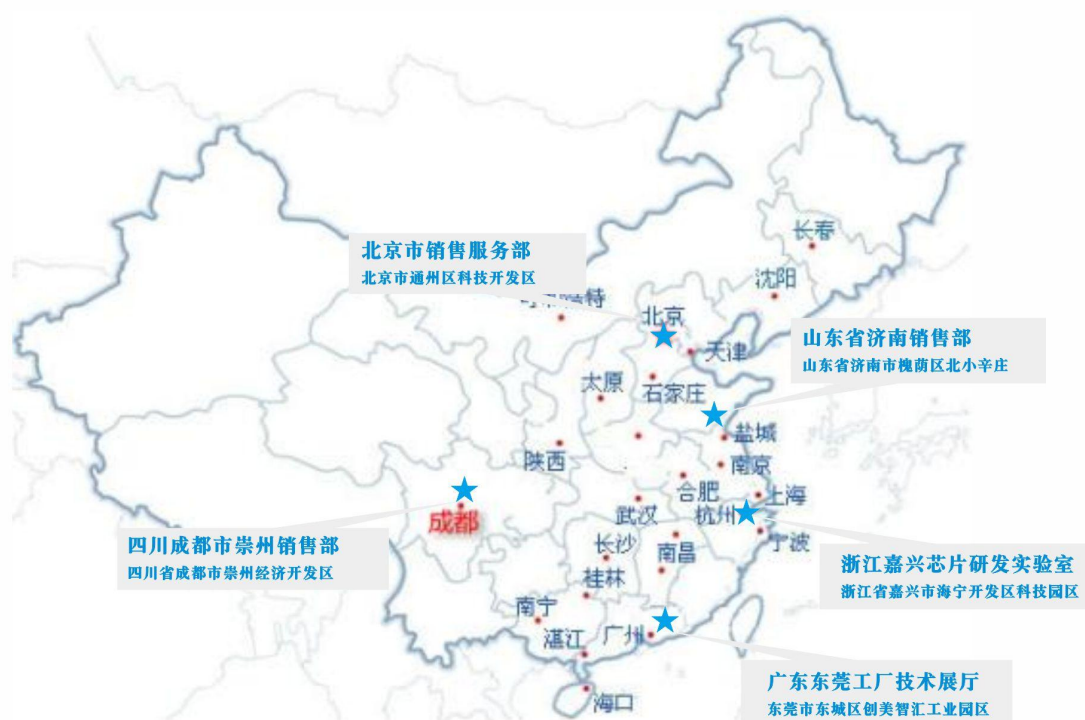 长春
北京市销售服务部
北京市通州区科技开发区
沈阳
特
北京
山东省济南销售部
山东省济南市槐荫区北小辛庄
天津
太原
石家庄
盐城
陕西
南京
合肥
上海
武汉
杭州
成都
宁波
四川成都市崇州销售部
四川省成都市崇州经济开发区
长沙
南昌
浙江嘉兴芯片研发实验室
浙江省嘉兴市海宁开发区科技园区
桂林
南宁
湛江
广州
广东东莞工厂技术展厅
东莞市东城区创美智汇工业园区
海口